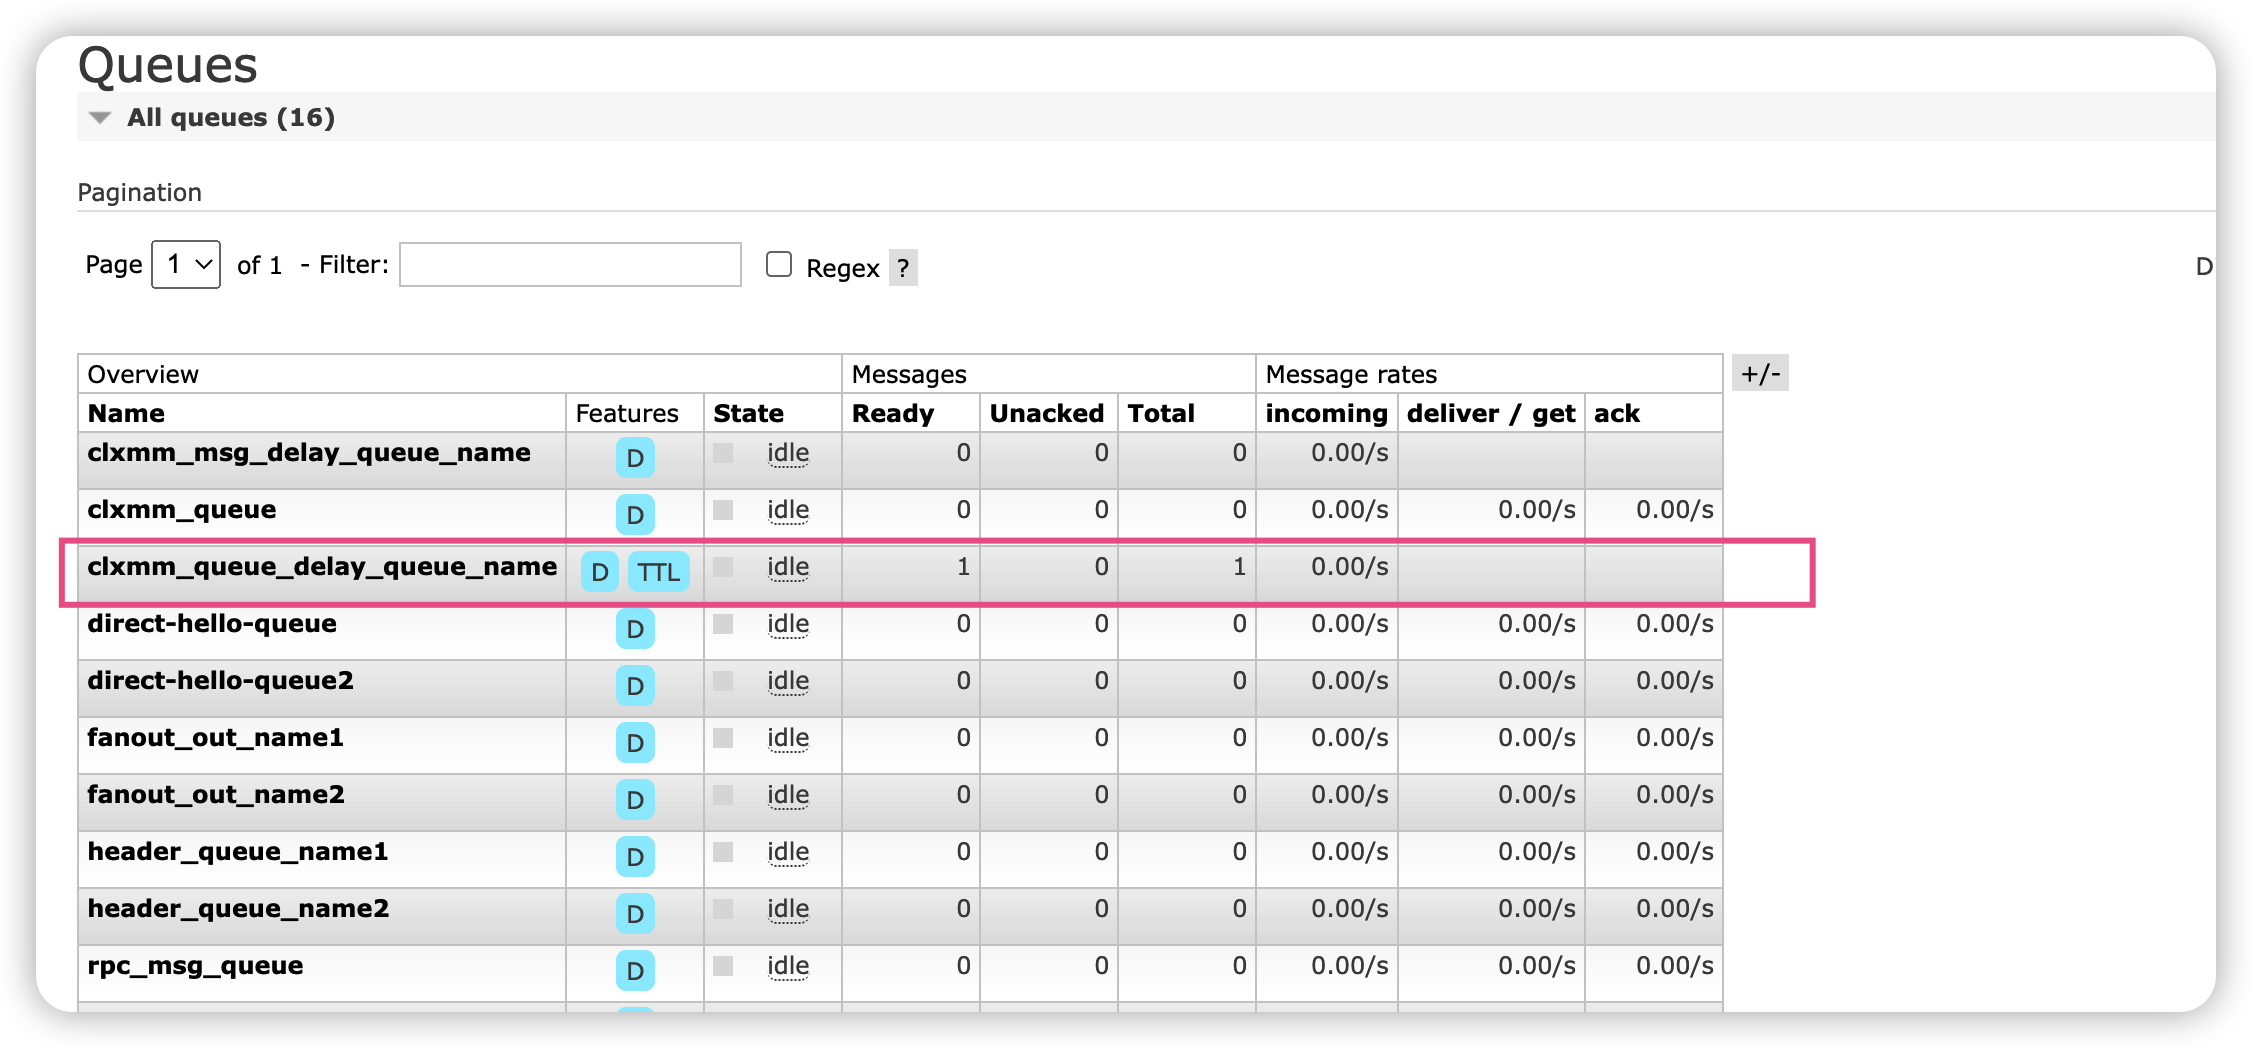 Queues
All queues (16)
Pagination
Page 1 of 1 - Filter: Regex ? D
Overview Messages Message rates +/-
Name Features State Ready Unacked Total incoming deliver / get ack
clxmm_msg_delay_queue_name D idle 0 0 0 0.00/s
clxmm_queue D idle 0 0 0 0.00/s 0.00/s 0.00/s
clxmm_queue_delay_queue_name D TTL idle 1 0 1 0.00/s
direct-hello-queue D idle 0 0 0 0.00/s 0.00/s 0.00/s
direct-hello-queue2 D idle 0 0 0 0.00/s 0.00/s 0.00/s
fanout_out_name1 D idle 0 0 0 0.00/s 0.00/s 0.00/s
fanout_out_name2 D idle 0 0 0 0.00/s 0.00/s 0.00/s
header_queue_name1 D idle 0 0 0 0.00/s 0.00/s 0.00/s
header_queue_name2 D idle 0 0 0 0.00/s 0.00/s 0.00/s
rpc_msg_queue D idle 0 0 0 0.00/s 0.00/s 0.00/s